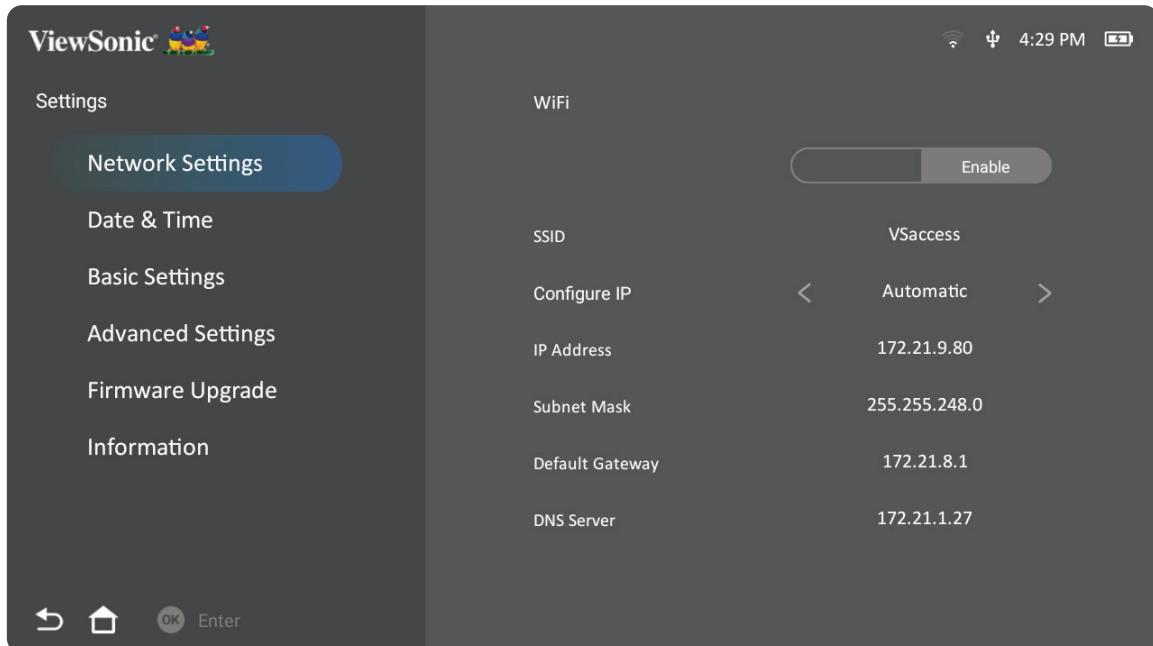 ViewSonic
4:29 PM
Settings
Network Settings
Date & Time
Basic Settings
Advanced Settings
Firmware Upgrade
Information
OK Enter
WiFi
Enable
SSID VSaccess
Configure IP < Automatic >
IP Address 172.21.9.80
Subnet Mask 255.255.248.0
Default Gateway 172.21.8.1
DNS Server 172.21.1.27